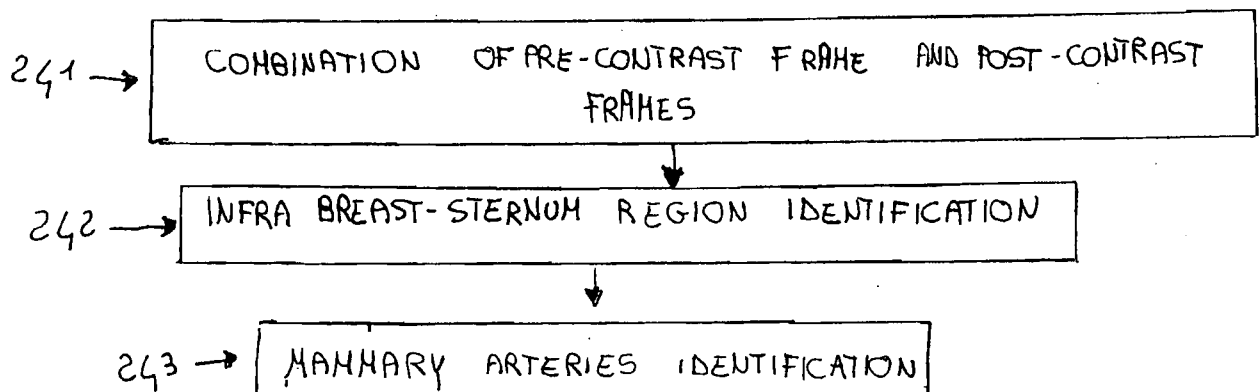 241 → COMBINATION OF PRE-CONTRAST FRAME AND POST-CONTRAST
FRAMES
242 → INFRA BREAST-STERNUM REGION IDENTIFICATION
243 → MAMMARY ARTERIES IDENTIFICATION